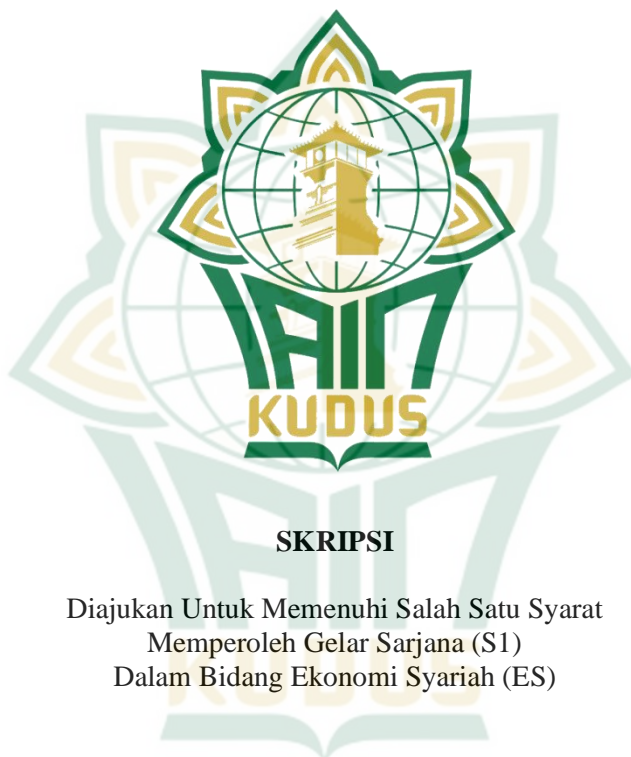 IAIN
KUDUS
SKRIPSI
Diajukan Untuk Memenuhi Salah Satu Syarat
Memperoleh Gelar Sarjana (S1)
Dalam Bidang Ekonomi Syariah (ES)